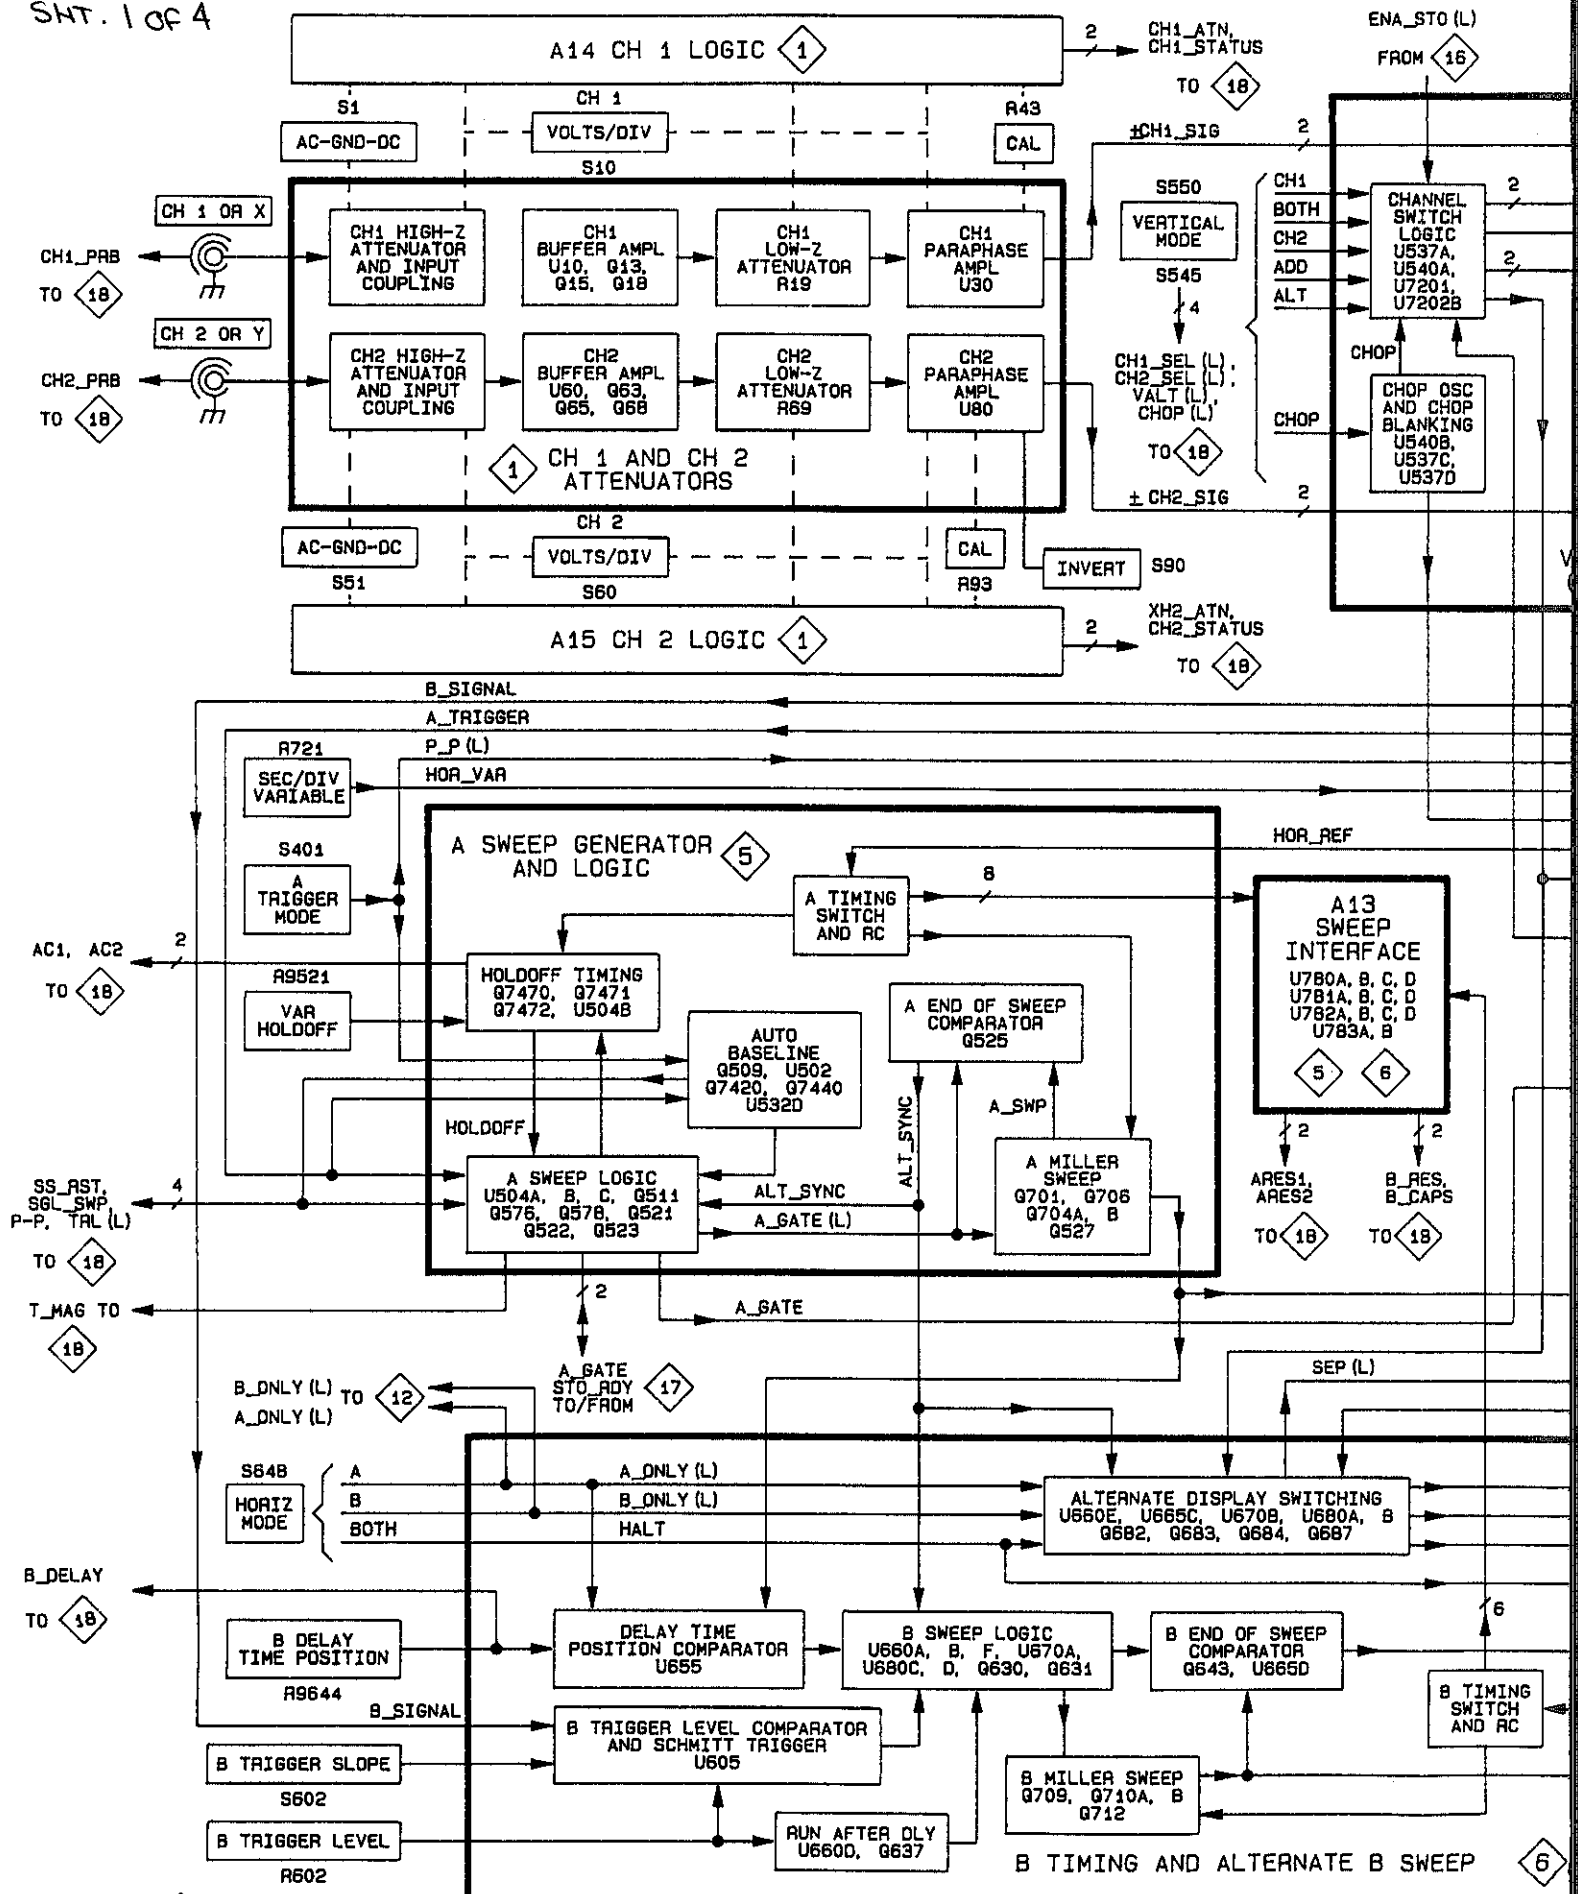 SHT. 1 OF 4
A14 CH 1 LOGIC 1
2
CH1_ATN,
CH1_STATUS
TO 18
ENA_STO (L)
FROM 16
S1
AC-GND-DC
CH 1
VOLTS/DIV
S10
R43
CAL
±CH1_SIG
2
CH 1 OR X
CH1_PRB
TO 18
CH1 HIGH-Z
ATTENUATOR
AND INPUT
COUPLING
CH1
BUFFER AMPL
U10, Q13,
Q15, Q18
CH1
LOW-Z
ATTENUATOR
R19
CH1
PARAPHASE
AMPL
U30
CH 2 OR Y
CH2_PRB
TO 18
CH2 HIGH-Z
ATTENUATOR
AND INPUT
COUPLING
CH2
BUFFER AMPL
U60, Q63,
Q65, Q68
CH2
LOW-Z
ATTENUATOR
R69
CH2
PARAPHASE
AMPL
U80
1 CH 1 AND CH 2
ATTENUATORS
S550
VERTICAL
MODE
S545
4
CH1_SEL (L),
CH2_SEL (L),
VALT (L),
CHOP (L)
TO 18
CH1
BOTH
CH2
ADD
ALT
CHOP
CHANNEL
SWITCH
LOGIC
U537A,
U540A,
U7201,
U7202B
2
2
CHOP
CHOP OSC
AND CHOP
BLANKING
U540B,
U537C,
U537D
± CH2_SIG
2
AC-GND-DC
S51
CH 2
VOLTS/DIV
S60
CAL
R93
INVERT S90
A15 CH 2 LOGIC 1
2
XH2_ATN,
CH2_STATUS
TO 18
B_SIGNAL
A_TRIGGER
P_P (L)
HOR_VAR
R721
SEC/DIV
VARIABLE
S401
A
TRIGGER
MODE
AC1, AC2
2
TO 18
R9521
VAR
HOLDOFF
A SWEEP GENERATOR
AND LOGIC
5
HOR_REF
A TIMING
SWITCH
AND RC
8
A13
SWEEP
INTERFACE
U780A, B, C, D
U781A, B, C, D
U782A, B, C, D
U783A, B
5 6
2
2
ARES1,
ARES2
TO 18
B_RES,
B_CAPS
TO 18
HOLDOFF TIMING
Q7470, Q7471
Q7472, U504B
AUTO
BASELINE
Q509, U502
Q7420, Q7440
U532D
A END OF SWEEP
COMPARATOR
Q525
A_SWP
ALT_SYNC
HOLDOFF
A SWEEP LOGIC
U504A, B, C, Q511
Q576, Q578, Q521
Q522, Q523
ALT_SYNC
A_GATE (L)
A MILLER
SWEEP
Q701, Q706
Q704A, B
Q527
SS_RST,
SGL_SWP,
P-P, TRL (L)
4
TO 18
T_MAG TO
18
2
A_GATE
STO_RDY
TO/FROM
17
A_GATE
SEP (L)
B_ONLY (L)
A_ONLY (L)
TO 12
S648
HORIZ
MODE
A
B
BOTH
A_ONLY (L)
B_ONLY (L)
HALT
ALTERNATE DISPLAY SWITCHING
U660E, U665C, U670B, U680A, B
Q682, Q683, Q684, Q687
B_DELAY
TO 18
B DELAY
TIME POSITION
R9644
DELAY TIME
POSITION COMPARATOR
U655
B SWEEP LOGIC
U660A, B, F, U670A,
U680C, D, Q630, Q631
B END OF SWEEP
COMPARATOR
Q643, U665D
6
B TIMING
SWITCH
AND RC
B_SIGNAL
B TRIGGER LEVEL COMPARATOR
AND SCHMITT TRIGGER
U605
B TRIGGER SLOPE
S602
B TRIGGER LEVEL
R602
RUN AFTER DLY
U660D, Q637
B MILLER SWEEP
Q709, Q710A, B
Q712
B TIMING AND ALTERNATE B SWEEP 6